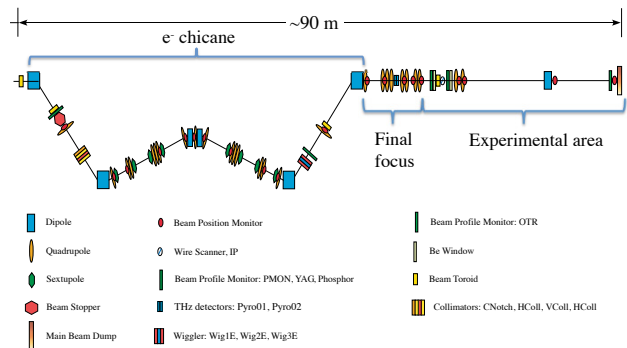 ~90 m
e- chicane
Final
focus
Experimental area
Dipole
Beam Position Monitor
Beam Profile Monitor: OTR
Quadrupole
Wire Scanner, IP
Be Window
Sextupole
Beam Profile Monitor: PMON, YAG, Phosphor
Beam Toroid
Beam Stopper
THz detectors: Pyro01, Pyro02
Collimators: CNotch, HColl, VColl, HColl
Main Beam Dump
Wiggler: Wig1E, Wig2E, Wig3E